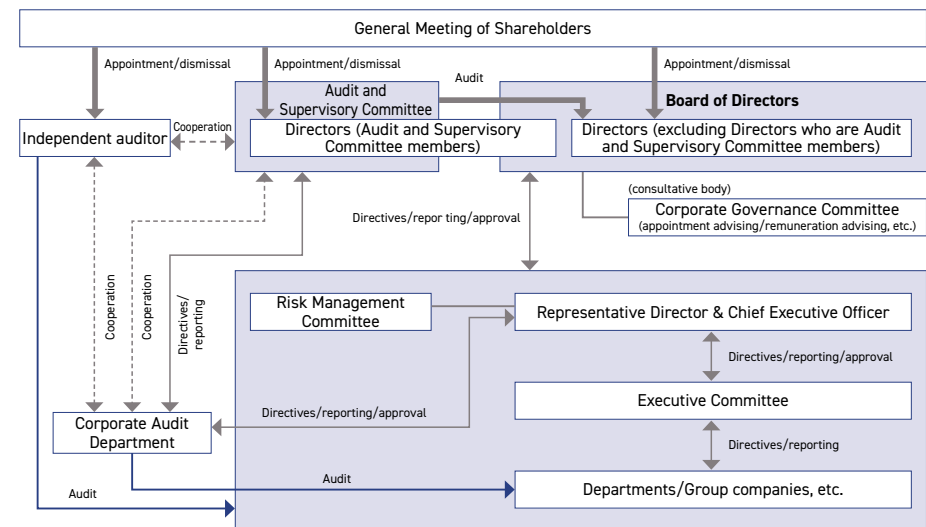 General Meeting of Shareholders
Appointment/dismissal
Appointment/dismissal
Appointment/dismissal
Audit
Audit and
Supervisory Committee
Board of Directors
Independent auditor
Cooperation
Directors (Audit and Supervisory
Committee members)
Directors (excluding Directors who are Audit
and Supervisory Committee members)
(consultative body)
Corporate Governance Committee
(appointment advising/remuneration advising, etc.)
Directives/repor ting/approval
Cooperation
Cooperation
Directives/
reporting
Risk Management
Committee
Representative Director & Chief Executive Officer
Directives/reporting/approval
Executive Committee
Directives/reporting/approval
Corporate Audit
Department
Directives/reporting
Audit
Departments/Group companies, etc.
Audit